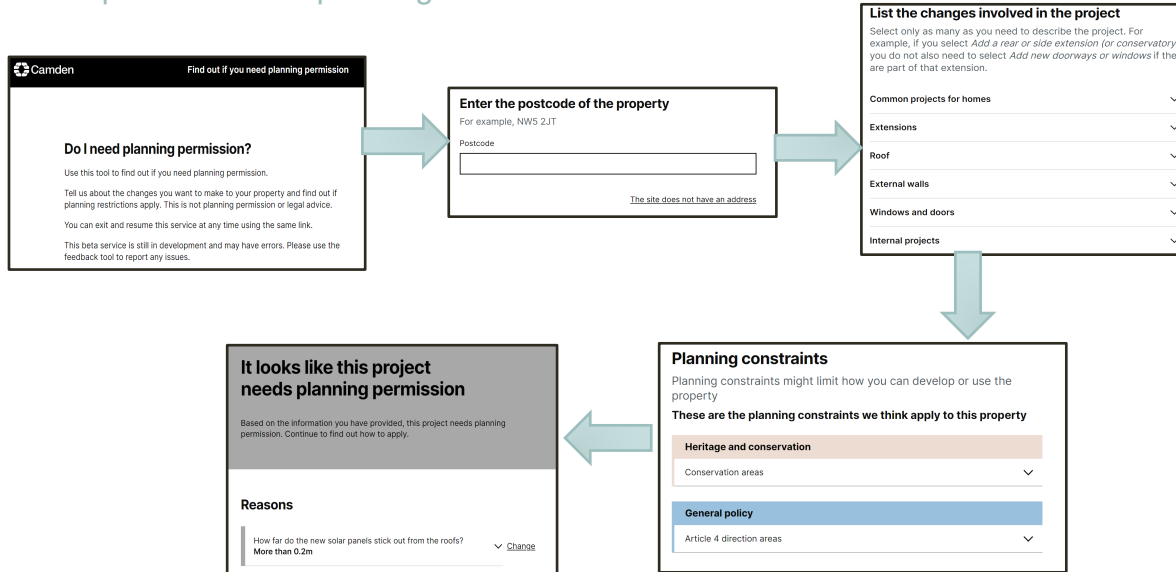 Camden
Find out if you need planning permission
Do I need planning permission?
Use this tool to find out if you need planning permission.
Tell us about the changes you want to make to your property and find out if
planning restrictions apply. This is not planning permission or legal advice.
You can exit and resume this service at any time using the same link.
This beta service is still in development and may have errors. Please use the
feedback tool to report any issues.
Enter the postcode of the property
For example, NW5 2JT
Postcode
The site does not have an address
List the changes involved in the project
Select only as many as you need to describe the project. For
example, if you select Add a rear or side extension (or conservatory
you do not also need to select Add new doorways or windows if the
are part of that extension.
Common projects for homes
Extensions
Roof
External walls
Windows and doors
Internal projects
Planning constraints
Planning constraints might limit how you can develop or use the
property
These are the planning constraints we think apply to this property
Heritage and conservation
Conservation areas
General policy
Article 4 direction areas
It looks like this project
needs planning permission
Based on the information you have provided, this project needs planning
permission. Continue to find out how to apply.
Reasons
How far do the new solar panels stick out from the roofs?
More than 0.2m
Change